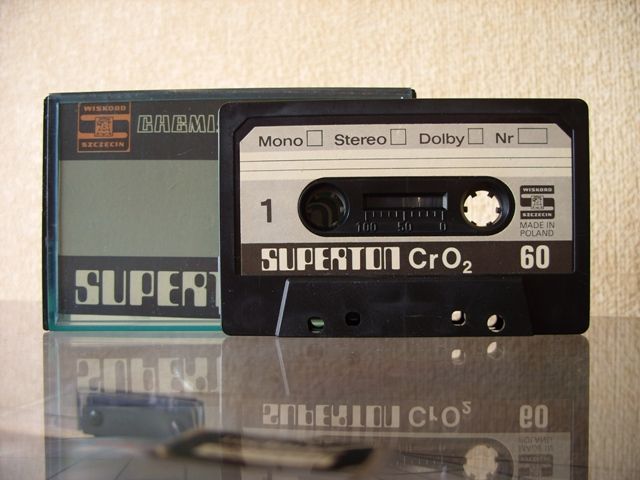 WISKORD
SZCZECIN
CHEMI
SUPERT
Mono Stereo Dolby Nr
1
100 50 0
WISKORD
SZCZECIN
MADE IN
POLAND
SUPERTON CrO₂ 60